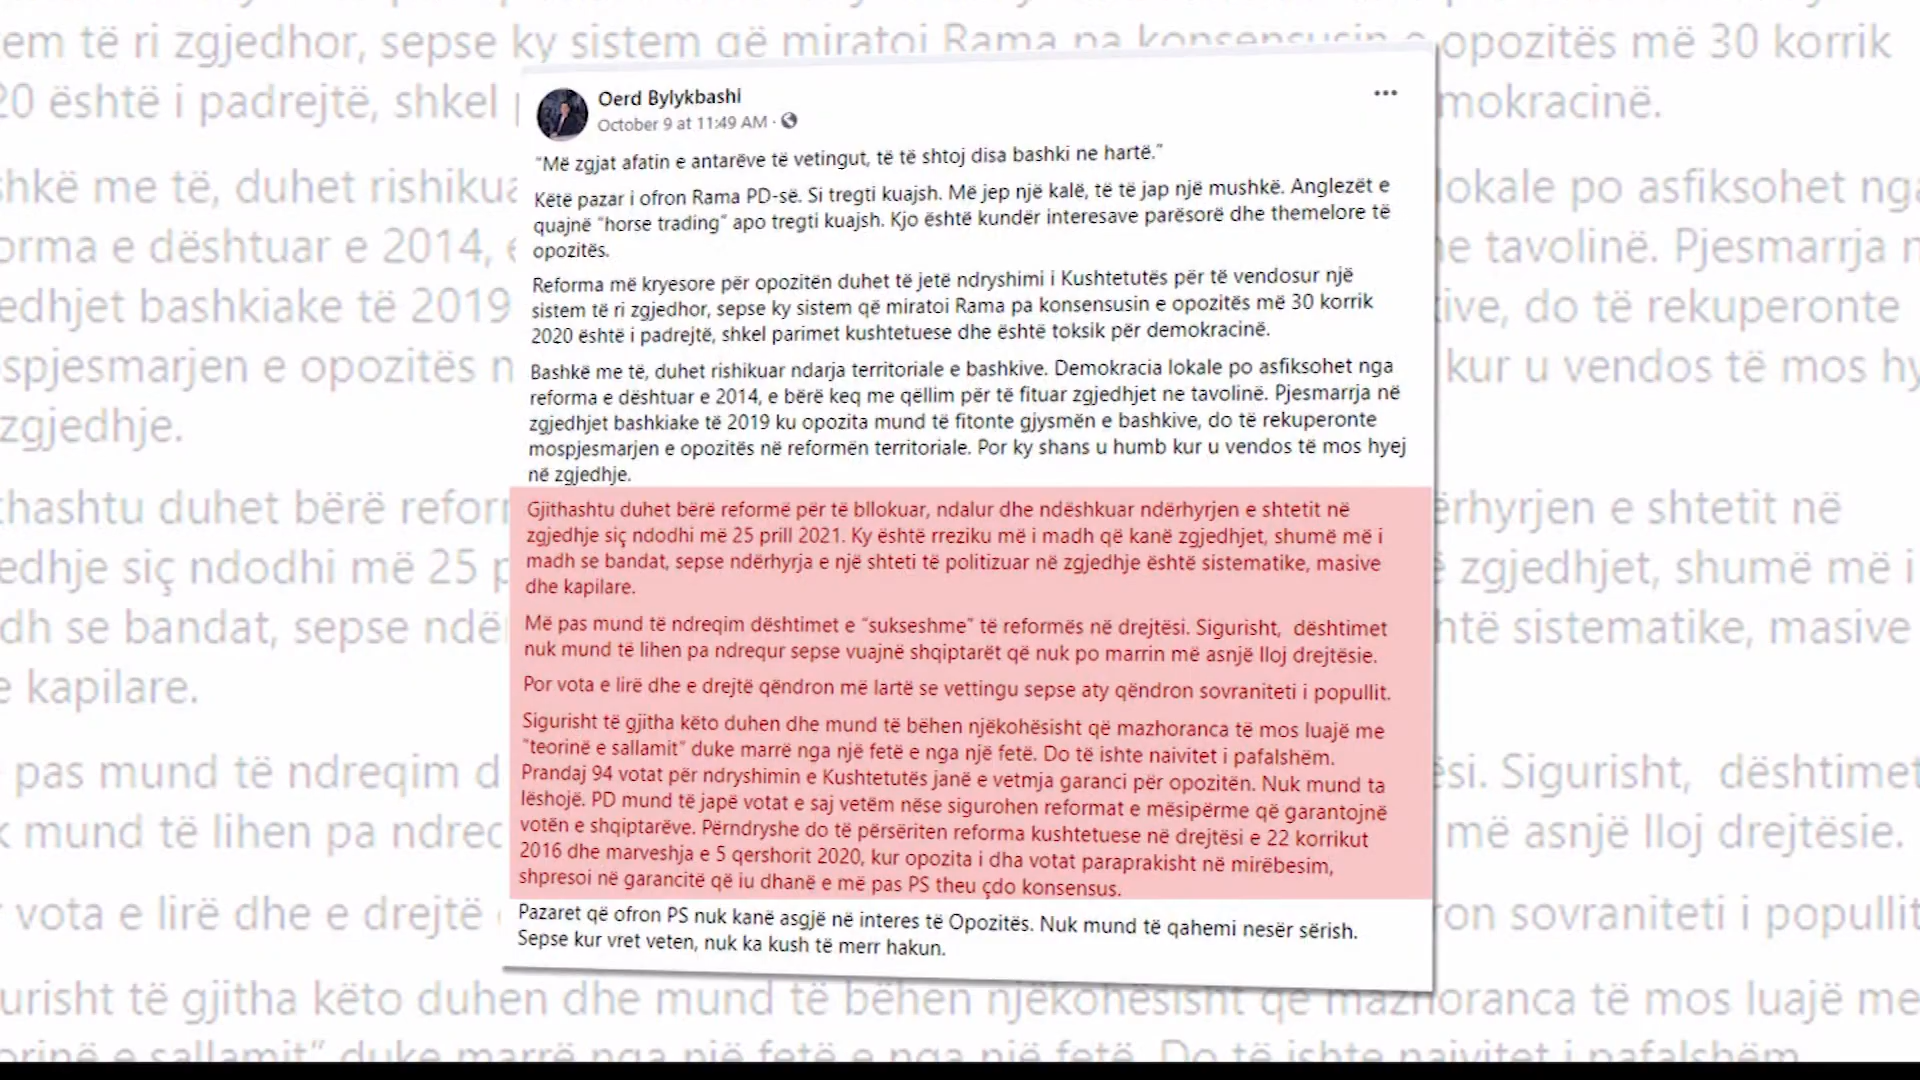 Oerd Bylykbashi
October 9 at 11:49 AM ·
“Më zgjat afatin e antarëve të vetingut, të të shtoj disa bashki ne hartë.”
Këtë pazar i ofron Rama PD-së. Si tregti kuajsh. Më jep një kalë, të të jap një mushkë. Anglezët e
quajnë “horse trading” apo tregti kuajsh. Kjo është kundër interesave parësorë dhe themelore të
opozitës.
Reforma më kryesore për opozitën duhet të jetë ndryshimi i Kushtetutës për të vendosur një
sistem të ri zgjedhor, sepse ky sistem që miratoi Rama pa konsensusin e opozitës më 30 korrik
2020 është i padrejtë, shkel parimet kushtetuese dhe është toksik për demokracinë.
Bashkë me të, duhet rishikuar ndarja territoriale e bashkive. Demokracia lokale po asfiksohet nga
reforma e dështuar e 2014, e bërë keq me qëllim për të fituar zgjedhjet ne tavolinë. Pjesmarrja në
zgjedhjet bashkiake të 2019 ku opozita mund të fitonte gjysmën e bashkive, do të rekuperonte
mospjesmarjen e opozitës në reformën territoriale. Por ky shans u humb kur u vendos të mos hyej
në zgjedhje.
Gjithashtu duhet bërë reformë për të bllokuar, ndalur dhe ndëshkuar ndërhyrjen e shtetit në
zgjedhje siç ndodhi më 25 prill 2021. Ky është rreziku më i madh që kanë zgjedhjet, shumë më i
madh se bandat, sepse ndërhyrja e një shteti të politizuar në zgjedhje është sistematike, masive
dhe kapilare.
Më pas mund të ndreqim dështimet e “sukseshme” të reformës në drejtësi. Sigurisht,  dështimet
nuk mund të lihen pa ndrequr sepse vuajnë shqiptarët që nuk po marrin më asnjë lloj drejtësie.
Por vota e lirë dhe e drejtë qëndron më lartë se vettingu sepse aty qëndron sovraniteti i popullit.
Sigurisht të gjitha këto duhen dhe mund të bëhen njëkohësisht që mazhoranca të mos luajë me
“teorinë e sallamit” duke marrë nga një fetë e nga një fetë. Do të ishte naivitet i pafalshëm.
Prandaj 94 votat për ndryshimin e Kushtetutës janë e vetmja garanci për opozitën. Nuk mund ta
lëshojë. PD mund të japë votat e saj vetëm nëse sigurohen reformat e mësipërme që garantojnë
votën e shqiptarëve. Përndryshe do të përsëriten reforma kushtetuese në drejtësi e 22 korrikut
2016 dhe marveshja e 5 qershorit 2020, kur opozita i dha votat paraprakisht në mirëbesim,
shpresoi në garancitë që iu dhanë e më pas PS theu çdo konsensus.
Pazaret që ofron PS nuk kanë asgjë në interes të Opozitës. Nuk mund të qahemi nesër sërish.
Sepse kur vret veten, nuk ka kush të merr hakun.